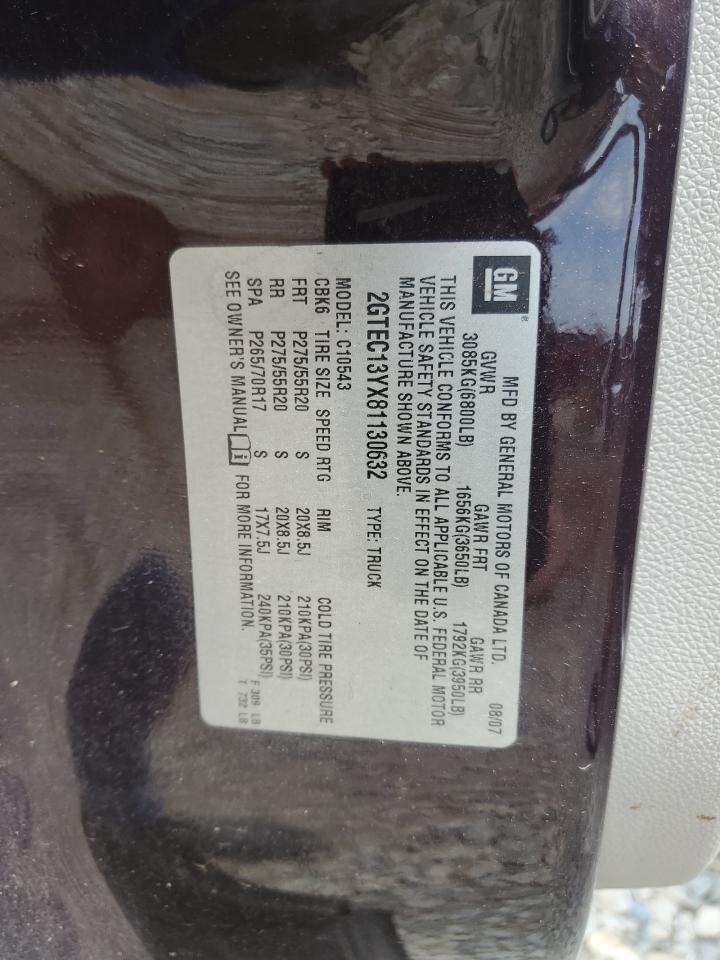 GM®
MFD BY GENERAL MOTORS OF CANADA LTD. 08/07
GVWR GAWR FRT GAWR RR
3085KG(6800LB) 1656KG(3650LB) 1792KG(3950LB)
THIS VEHICLE CONFORMS TO ALL APPLICABLE U.S. FEDERAL MOTOR
VEHICLE SAFETY STANDARDS IN EFFECT ON THE DATE OF
MANUFACTURE SHOWN ABOVE.
2GTEC13YX81130632 TYPE: TRUCK
MODEL: C10543
CBK6 TIRE SIZE SPEED RTG RIM COLD TIRE PRESSURE
FRT P275/55R20 S 20X8.5J 210KPA(30PSI)
RR P275/55R20 S 20X8.5J 210KPA(30PSI)
SPA P265/70R17 S 17X7.5J 240KPA(35PSI)
SEE OWNER'S MANUAL i FOR MORE INFORMATION.
F 309 LB
T 732 LB